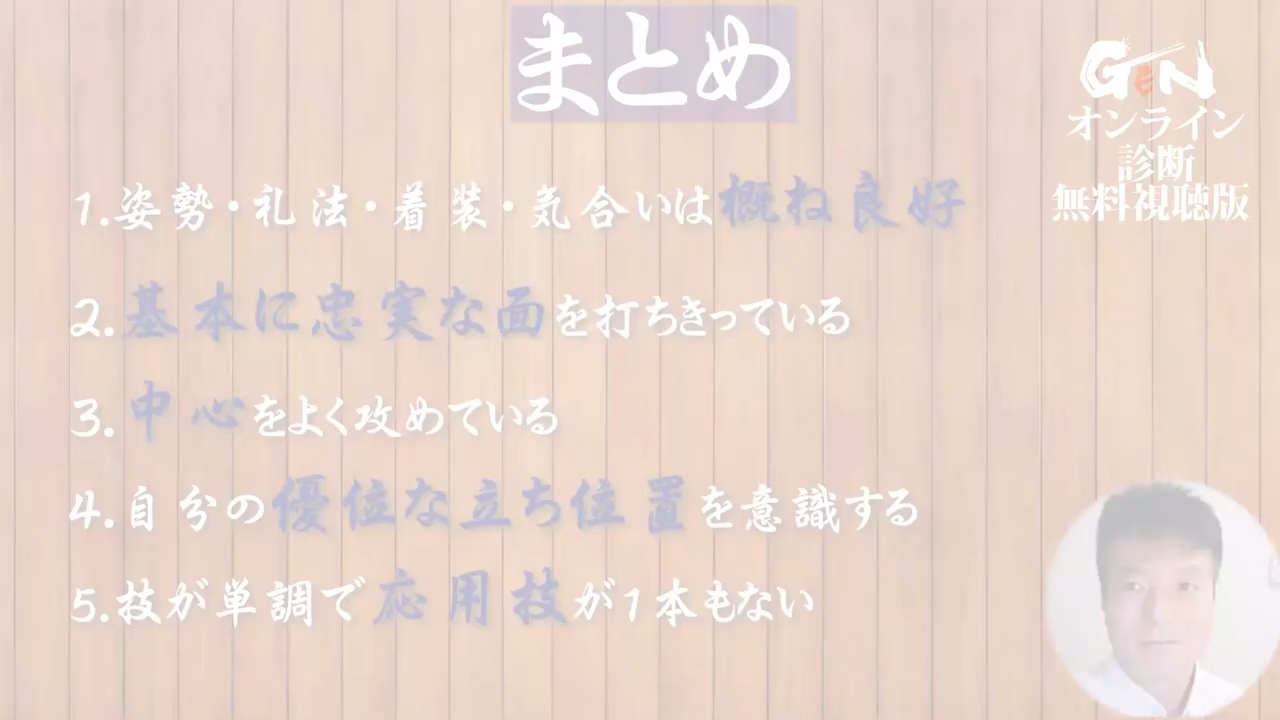 まとめ
GEN
オンライン
診断
無料視聴版
1.姿勢・礼法・着装・気合いは概ね良好
2.基本に忠実な面を打ちきっている
3.中心をよく攻めている
4.自分の優位な立ち位置を意識する
5.技が単調で応用技が1本もない